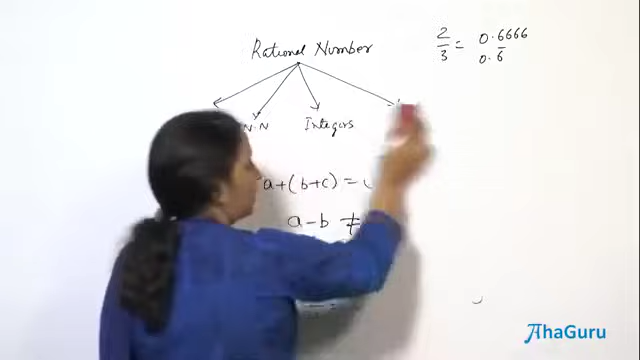 Rational Number
2/3 = 0.6666
0.6̅
N.N Integers
a+(b+c) =
a-b ≠
AhaGuru